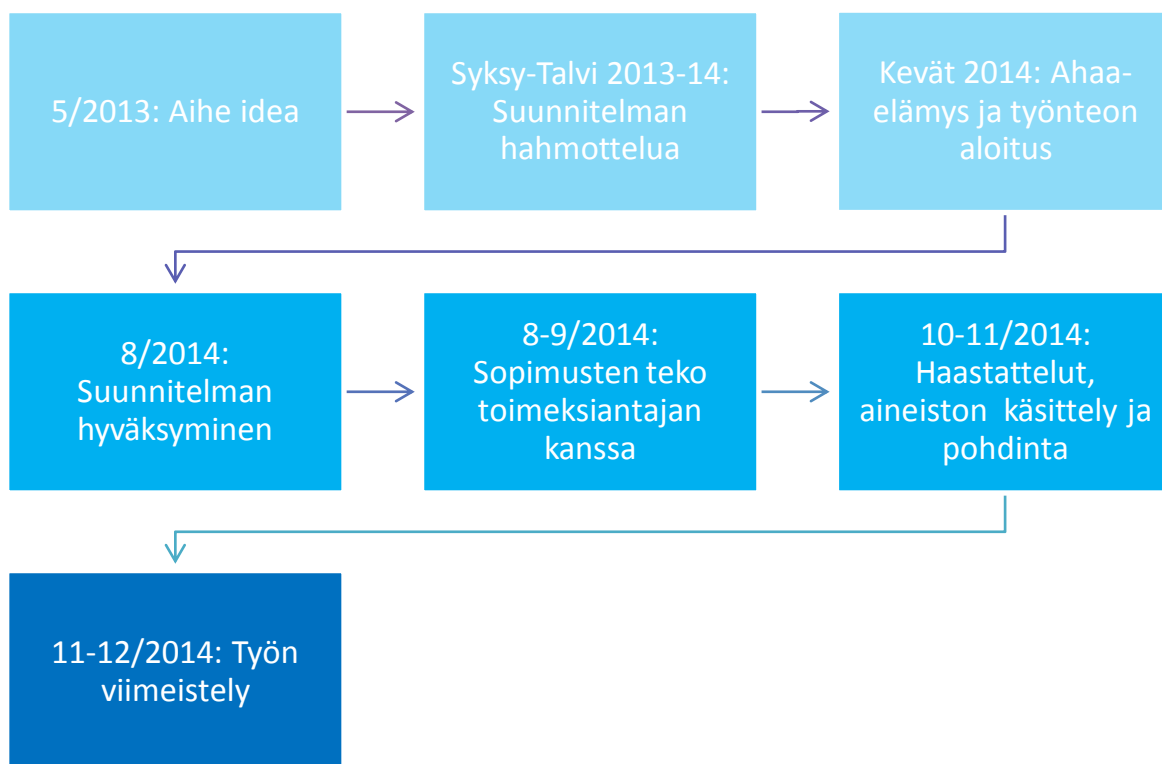 5/2013: Aihe idea
Syksy-Talvi 2013-14:
Suunnitelman
hahmottelua
Kevät 2014: Ahaa-
elämys ja työnteon
aloitus
8/2014:
Suunnitelman
hyväksyminen
8-9/2014:
Sopimusten teko
toimeksiantajan
kanssa
10-11/2014:
Haastattelut,
aineiston käsittely ja
pohdinta
11-12/2014: Työn
viimeistely